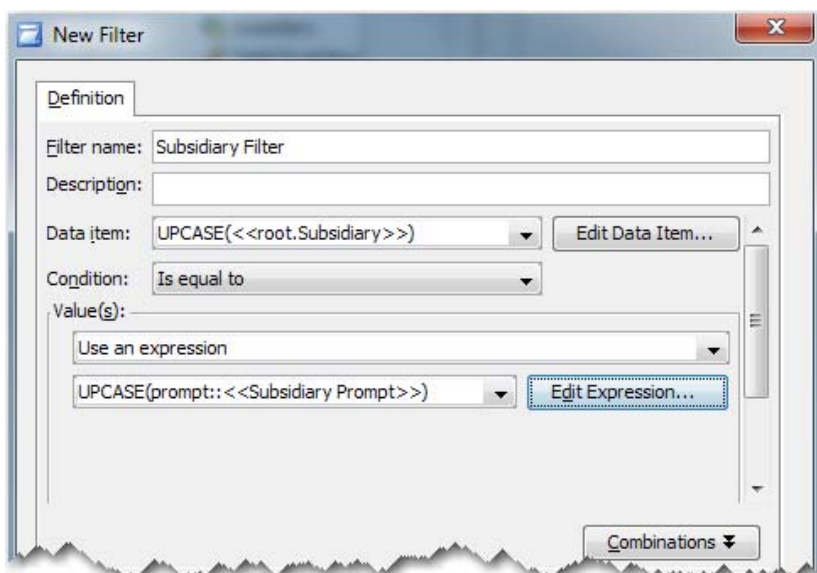 New Filter
Definition
Filter name: Subsidiary Filter
Description:
Data item: UPCASE(<<root.Subsidiary>>) Edit Data Item...
Condition: Is equal to
Value(s):
Use an expression
UPCASE(prompt::<<Subsidiary Prompt>>) Edit Expression...
Combinations